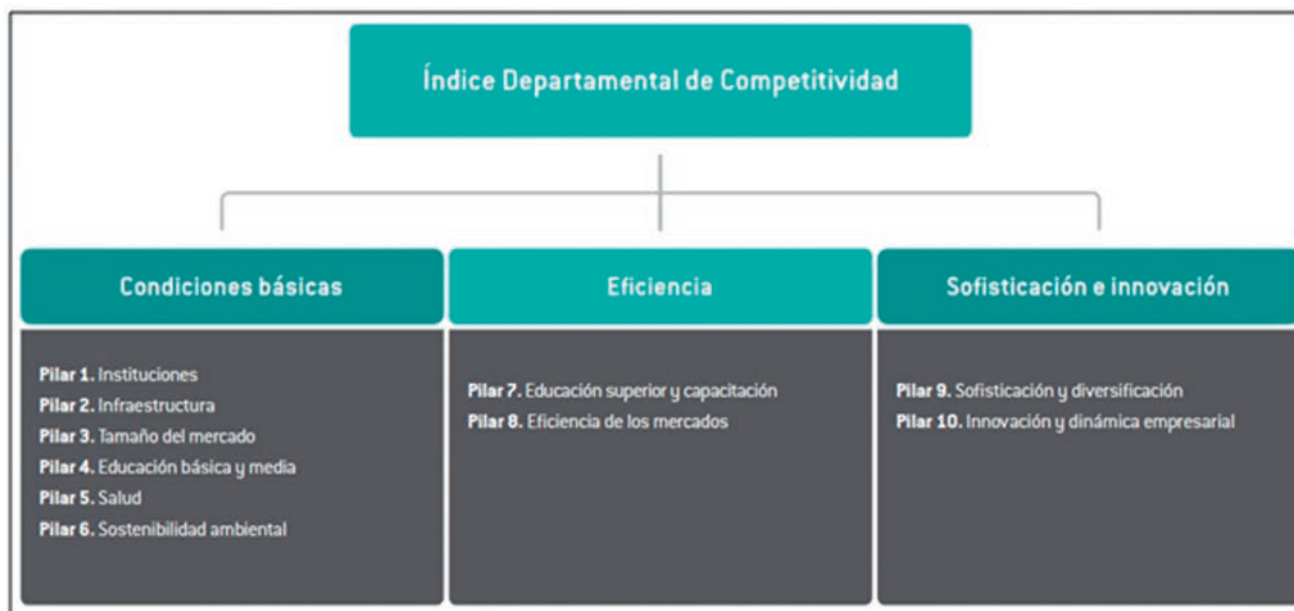 Índice Departamental de Competitividad
Condiciones básicas
Pilar 1. Instituciones
Pilar 2. Infraestructura
Pilar 3. Tamaño del mercado
Pilar 4. Educación básica y media
Pilar 5. Salud
Pilar 6. Sostenibilidad ambiental
Eficiencia
Pilar 7. Educación superior y capacitación
Pilar 8. Eficiencia de los mercados
Sofisticación e innovación
Pilar 9. Sofisticación y diversificación
Pilar 10. Innovación y dinámica empresarial